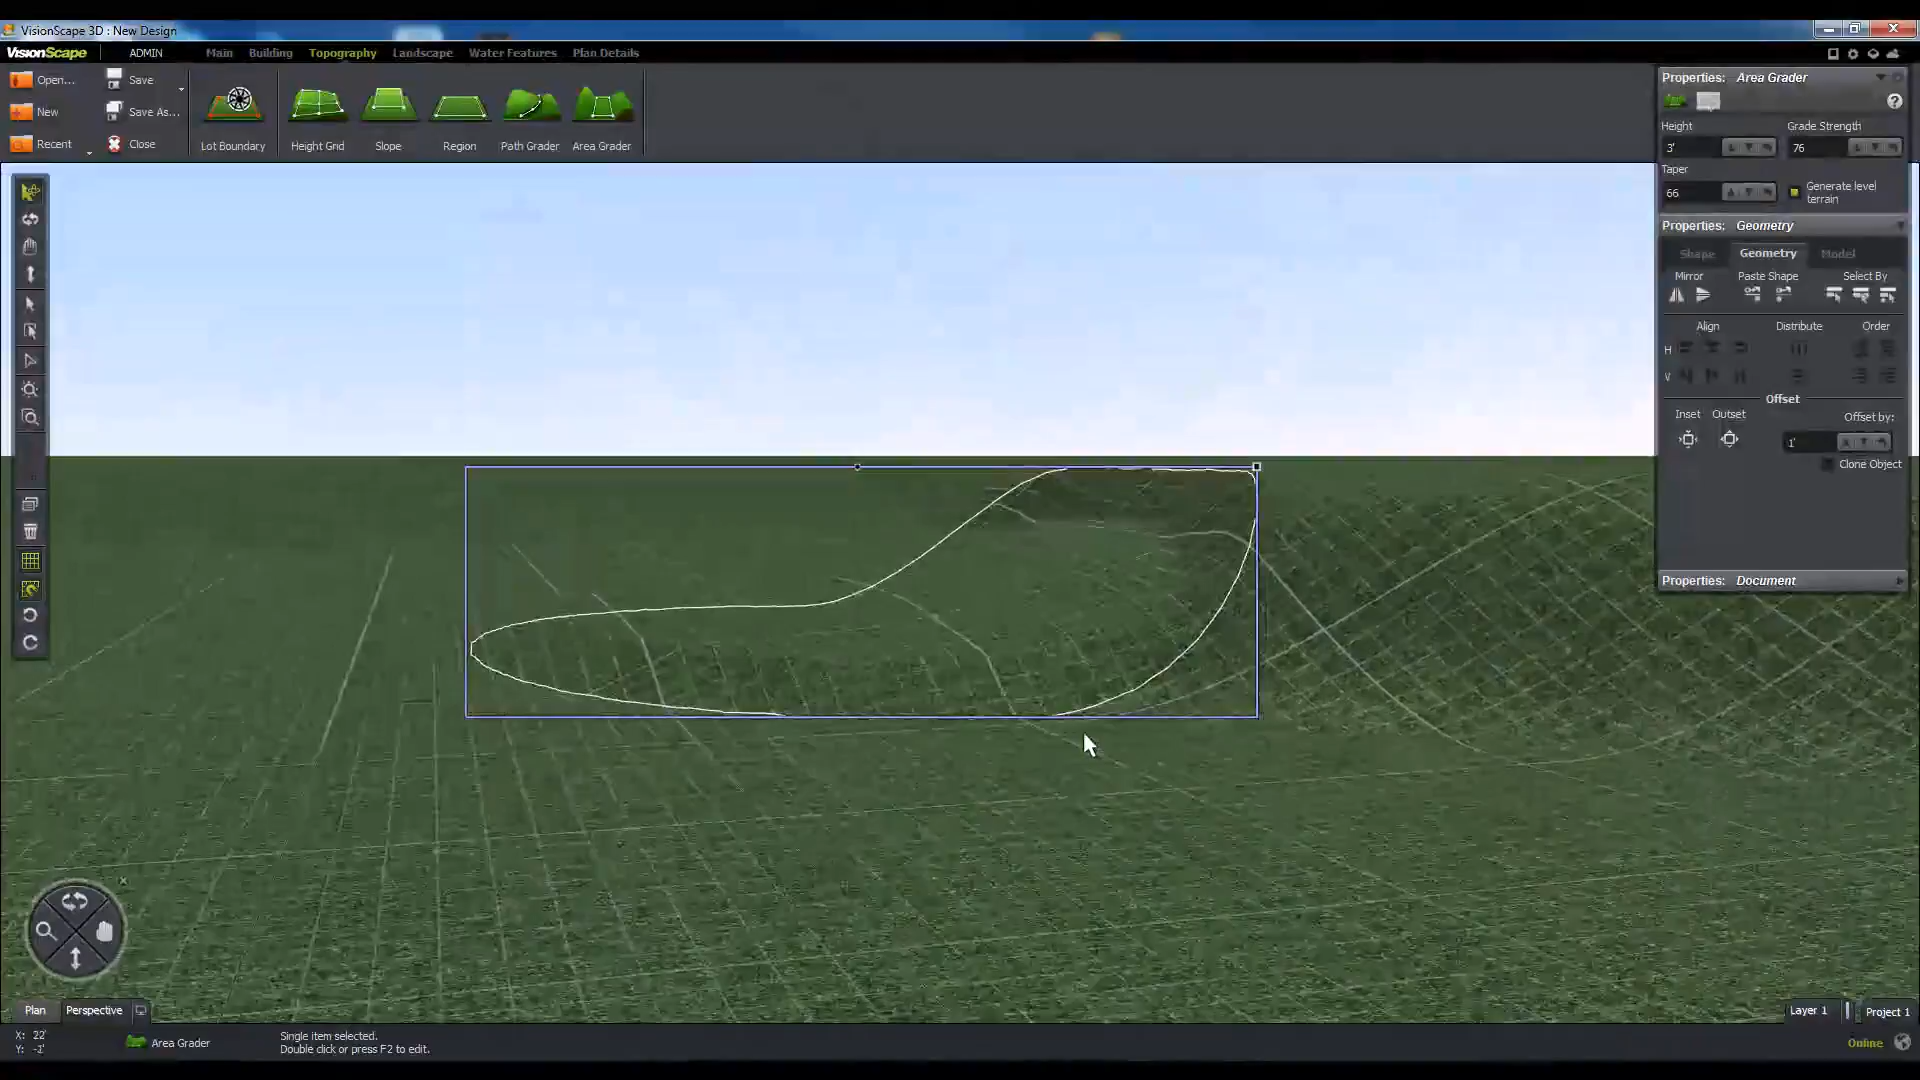 VisionScape 3D : New Design
VisionScape
ADMIN
Main
Building
Topography
Landscape
Water Features
Plan Details
Open...
Save
New
Save As...
Recent
Close
Lot Boundary
Height Grid
Slope
Region
Path Grader
Area Grader
Properties: Area Grader
Height
Grade Strength
3'
76
Taper
66
Generate level
terrain
Properties: Geometry
Shape
Geometry
Model
Mirror
Paste Shape
Select By
Align
Distribute
Order
H
V
Offset
Inset
Outset
Offset by:
1'
Clone Object
Properties: Document
Plan
Perspective
Layer 1
Project 1
X: 22'
Y: -1'
Area Grader
Single item selected.
Double click or press F2 to edit.
Online